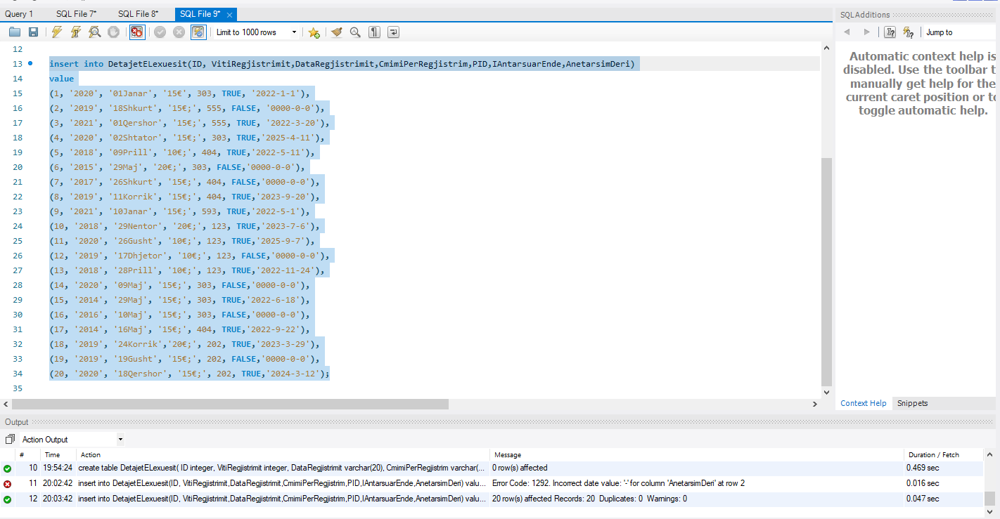 Query 1 SQL File 7* SQL File 8* SQL File 9*
SQLAdditions
Limit to 1000 rows
Jump to
12
13 insert into DetajetELexuesit(ID, VitiRegjistrimit,DataRegjistrimit,CmimiPerRegjistrim,PID,IAntarsuarEnde,AnetarsimDeri)
14 value
15 (1, '2020', '01Janar', '15€', 303, TRUE, '2022-1-1'),
16 (2, '2019', '18Shkurt', '15€;', 555, FALSE, '0000-0-0'),
17 (3, '2021', '01Qershor', '15€;', 555, TRUE, '2022-3-20'),
18 (4, '2020', '02Shtator', '15€;', 303, TRUE,'2025-4-11'),
19 (5, '2018', '09Prill', '10€;', 404, TRUE,'2022-5-11'),
20 (6, '2015', '29Maj', '20€;', 303, FALSE,'0000-0-0'),
21 (7, '2017', '26Shkurt', '15€;', 404, FALSE,'0000-0-0'),
22 (8, '2019', '11Korrik', '15€;', 404, TRUE,'2023-9-20'),
23 (9, '2021', '10Janar', '15€;', 593, TRUE,'2022-5-1'),
24 (10, '2018', '29Nentor', '20€;', 123, TRUE,'2023-7-6'),
25 (11, '2020', '26Gusht', '10€;', 123, TRUE,'2025-9-7'),
26 (12, '2019', '17Dhjetor', '10€;', 123, FALSE,'0000-0-0'),
27 (13, '2018', '28Prill', '10€;', 123, TRUE,'2022-11-24'),
28 (14, '2020', '09Maj', '15€;', 303, FALSE,'0000-0-0'),
29 (15, '2014', '29Maj', '15€;', 303, TRUE,'2022-6-18'),
30 (16, '2016', '10Maj', '15€;', 303, FALSE,'0000-0-0'),
31 (17, '2014', '16Maj', '15€;', 404, TRUE,'2022-9-22'),
32 (18, '2019', '24Korrik','20€;', 202, TRUE,'2023-3-29'),
33 (19, '2019', '19Gusht', '15€;', 202, FALSE,'0000-0-0'),
34 (20, '2020', '18Qershor', '15€;', 202, TRUE,'2024-3-12');
35
Automatic context help is
disabled. Use the toolbar t
manually get help for the
current caret position or to
toggle automatic help.
Context Help Snippets
Output
Action Output
# Time Action Message Duration / Fetch
10 19:54:24 create table DetajetELexuesit( ID integer, VitiRegjistrimit integer, DataRegjistrimit varchar(20), CmimiPerRegjistrim varchar(... 0 row(s) affected 0.469 sec
11 20:02:42 insert into DetajetELexuesit(ID, VitiRegjistrimit,DataRegjistrimit,CmimiPerRegjistrim,PID,IAntarsuarEnde,AnetarsimDeri) valu... Error Code: 1292. Incorrect date value: '-' for column 'AnetarsimDeri' at row 2 0.016 sec
12 20:03:42 insert into DetajetELexuesit(ID, VitiRegjistrimit,DataRegjistrimit,CmimiPerRegjistrim,PID,IAntarsuarEnde,AnetarsimDeri) valu... 20 row(s) affected Records: 20 Duplicates: 0 Warnings: 0 0.047 sec